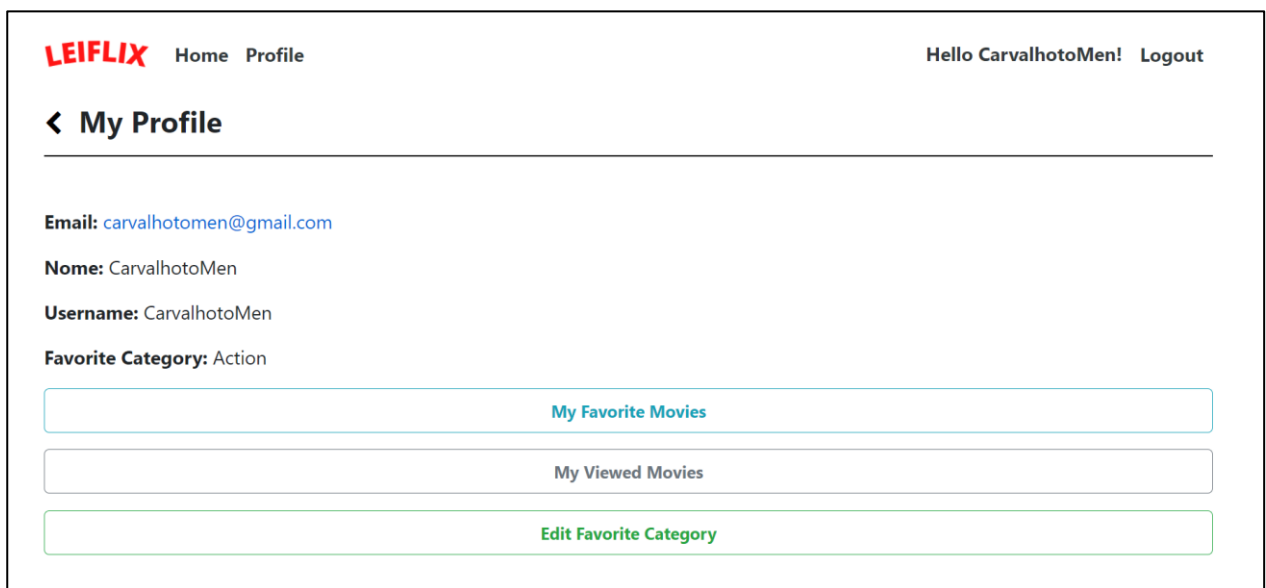 LEIFLIX Home Profile Hello CarvalhotoMen! Logout
My Profile
Email: carvalhotomen@gmail.com
Nome: CarvalhotoMen
Username: CarvalhotoMen
Favorite Category: Action
My Favorite Movies
My Viewed Movies
Edit Favorite Category